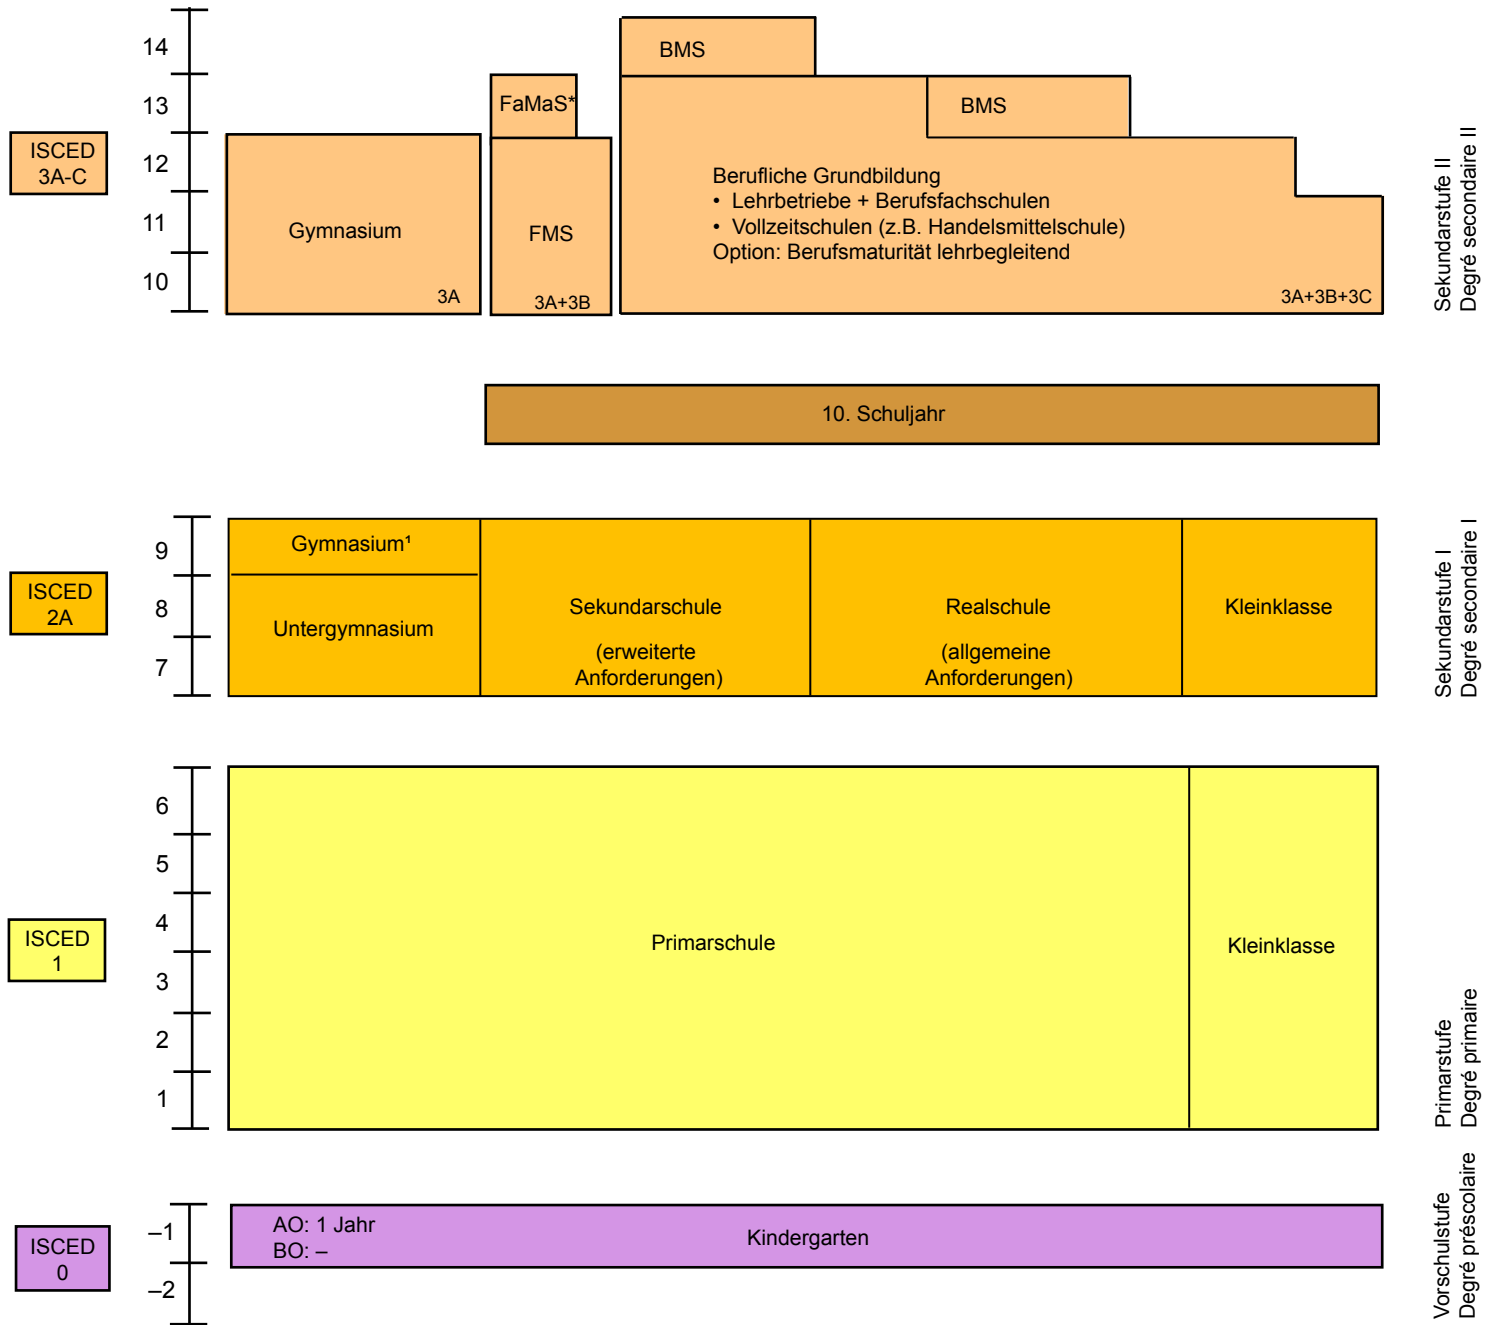 14
BMS
13
FaMaS*
BMS
ISCED
3A-C
12
Berufliche Grundbildung
• Lehrbetriebe + Berufsfachschulen
• Vollzeitschulen (z.B. Handelsmittelschule)
Option: Berufsmaturität lehrbegleitend
11
Gymnasium
FMS
10
3A
3A+3B
3A+3B+3C
Sekundarstufe II
Degré secondaire II
10. Schuljahr
9
Gymnasium¹
ISCED
2A
8
Untergymnasium
Sekundarschule
(erweiterte
Anforderungen)
Realschule
(allgemeine
Anforderungen)
Kleinklasse
7
Sekundarstufe I
Degré secondaire I
6
5
4
ISCED
1
Primarschule
Kleinklasse
3
2
1
Primarstufe
Degré primaire
–1
AO: 1 Jahr
BO: –
Kindergarten
ISCED
0
–2
Vorschulstufe
Degré préscolaire